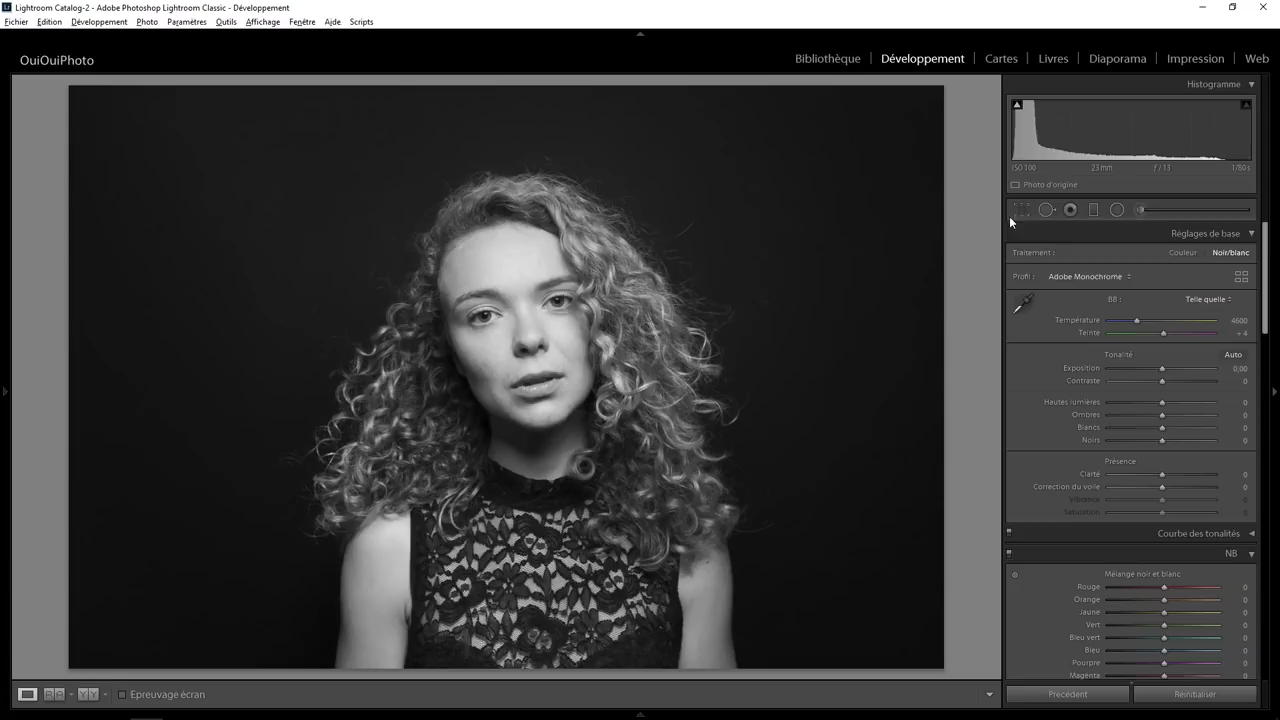 Lightroom Catalog-2 - Adobe Photoshop Lightroom Classic - Développement
Fichier Edition Développement Photo Paramètres Outils Affichage Fenêtre Aide Scripts
OuiOuiPhoto
Bibliothèque | Développement | Cartes | Livres | Diaporama | Impression | Web
Histogramme
ISO 100 23 mm f / 13 1/80 s
Photo d'origine
Réglages de base
Traitement : Couleur Noir/blanc
Profil : Adobe Monochrome
BB : Telle quelle
Température 4600
Teinte + 4
Tonalité Auto
Exposition 0,00
Contraste 0
Hautes lumières 0
Ombres 0
Blancs 0
Noirs 0
Présence
Clarté 0
Correction du voile 0
Vibrance 0
Saturation 0
Courbe des tonalités
NB
Mélange noir et blanc
Rouge 0
Orange 0
Jaune 0
Vert 0
Bleu vert 0
Bleu 0
Pourpre 0
Magenta 0
Epreuvage écran
Précédent Réinitialiser